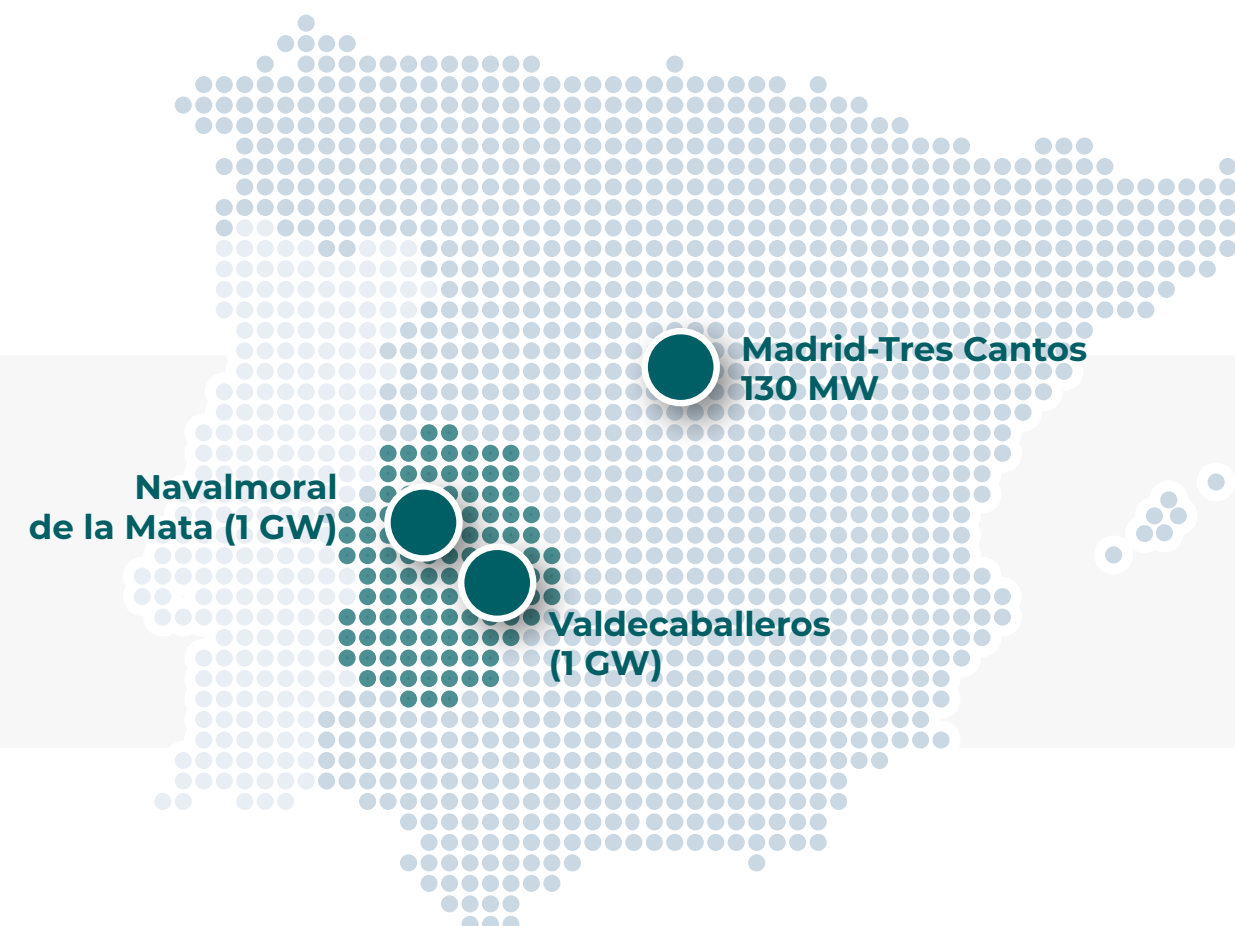 Madrid-Tres Cantos
130 MW
Navalmoral
de la Mata (1 GW)
Valdecaballeros
(1 GW)